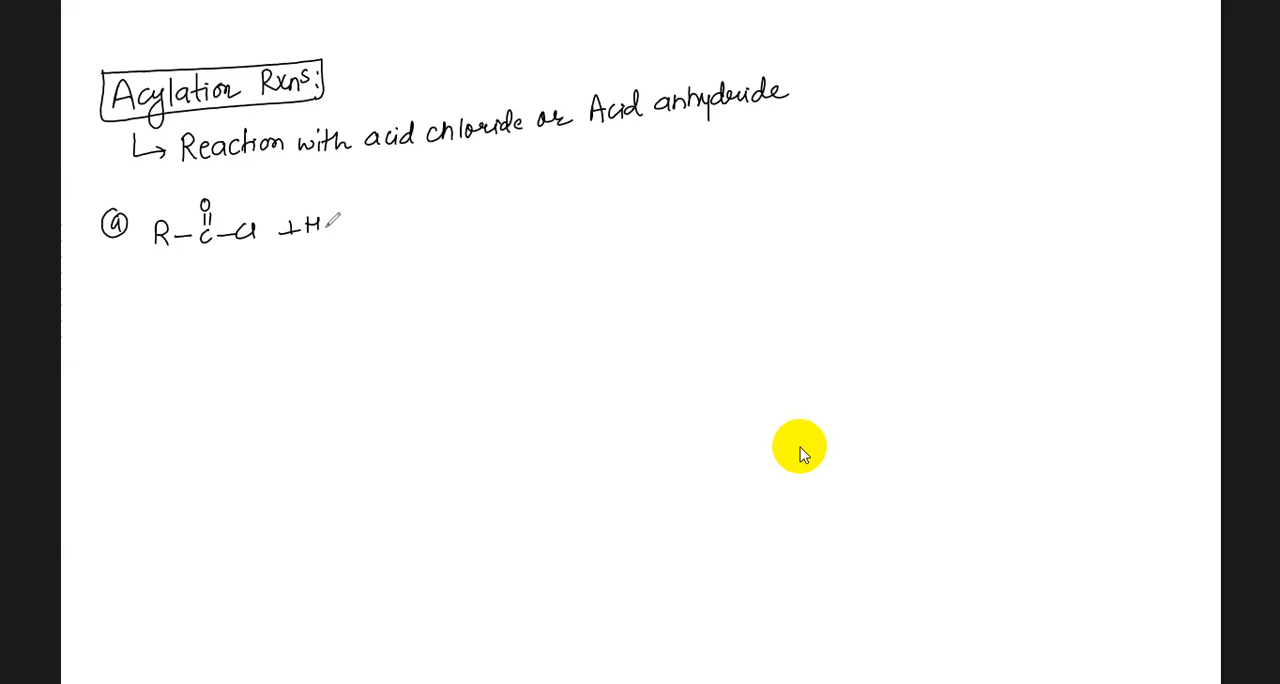 Acylation Rxns:
↳ Reaction with acid chloride or Acid anhydride
O
||
ⓐ R-C-Cl + H